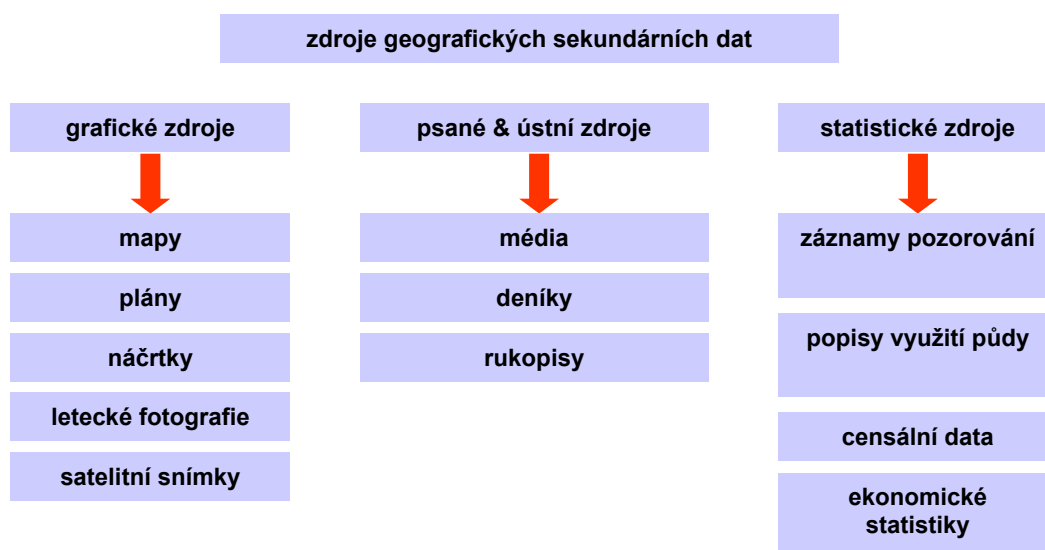 zdroje geografických sekundárních dat
grafické zdroje
mapy
plány
náčrtky
letecké fotografie
satelitní snímky
psané & ústní zdroje
média
deníky
rukopisy
statistické zdroje
záznamy pozorování
popisy využití půdy
censální data
ekonomické
statistiky